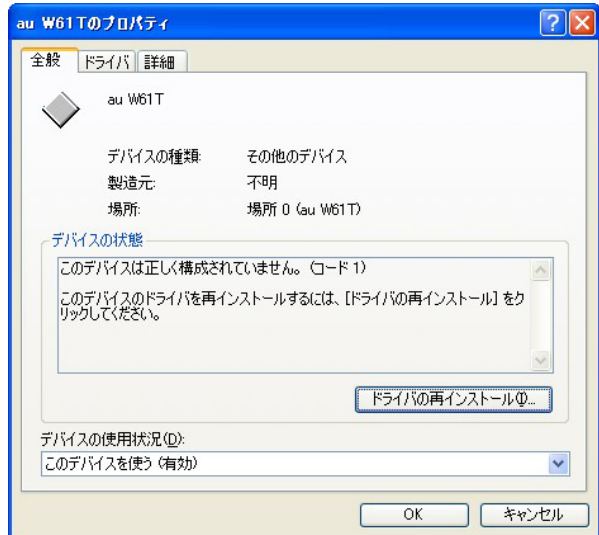 au W61Tのプロパティ
全般
ドライバ
詳細
au W61T
デバイスの種類:
その他のデバイス
製造元:
不明
場所:
場所 0 (au W61T)
デバイスの状態
このデバイスは正しく構成されていません。(コード 1)
このデバイスのドライバを再インストールするには、[ドライバの再インストール] をク
リックしてください。
ドライバの再インストール(I)...
デバイスの使用状況(D):
このデバイスを使う (有効)
OK
キャンセル